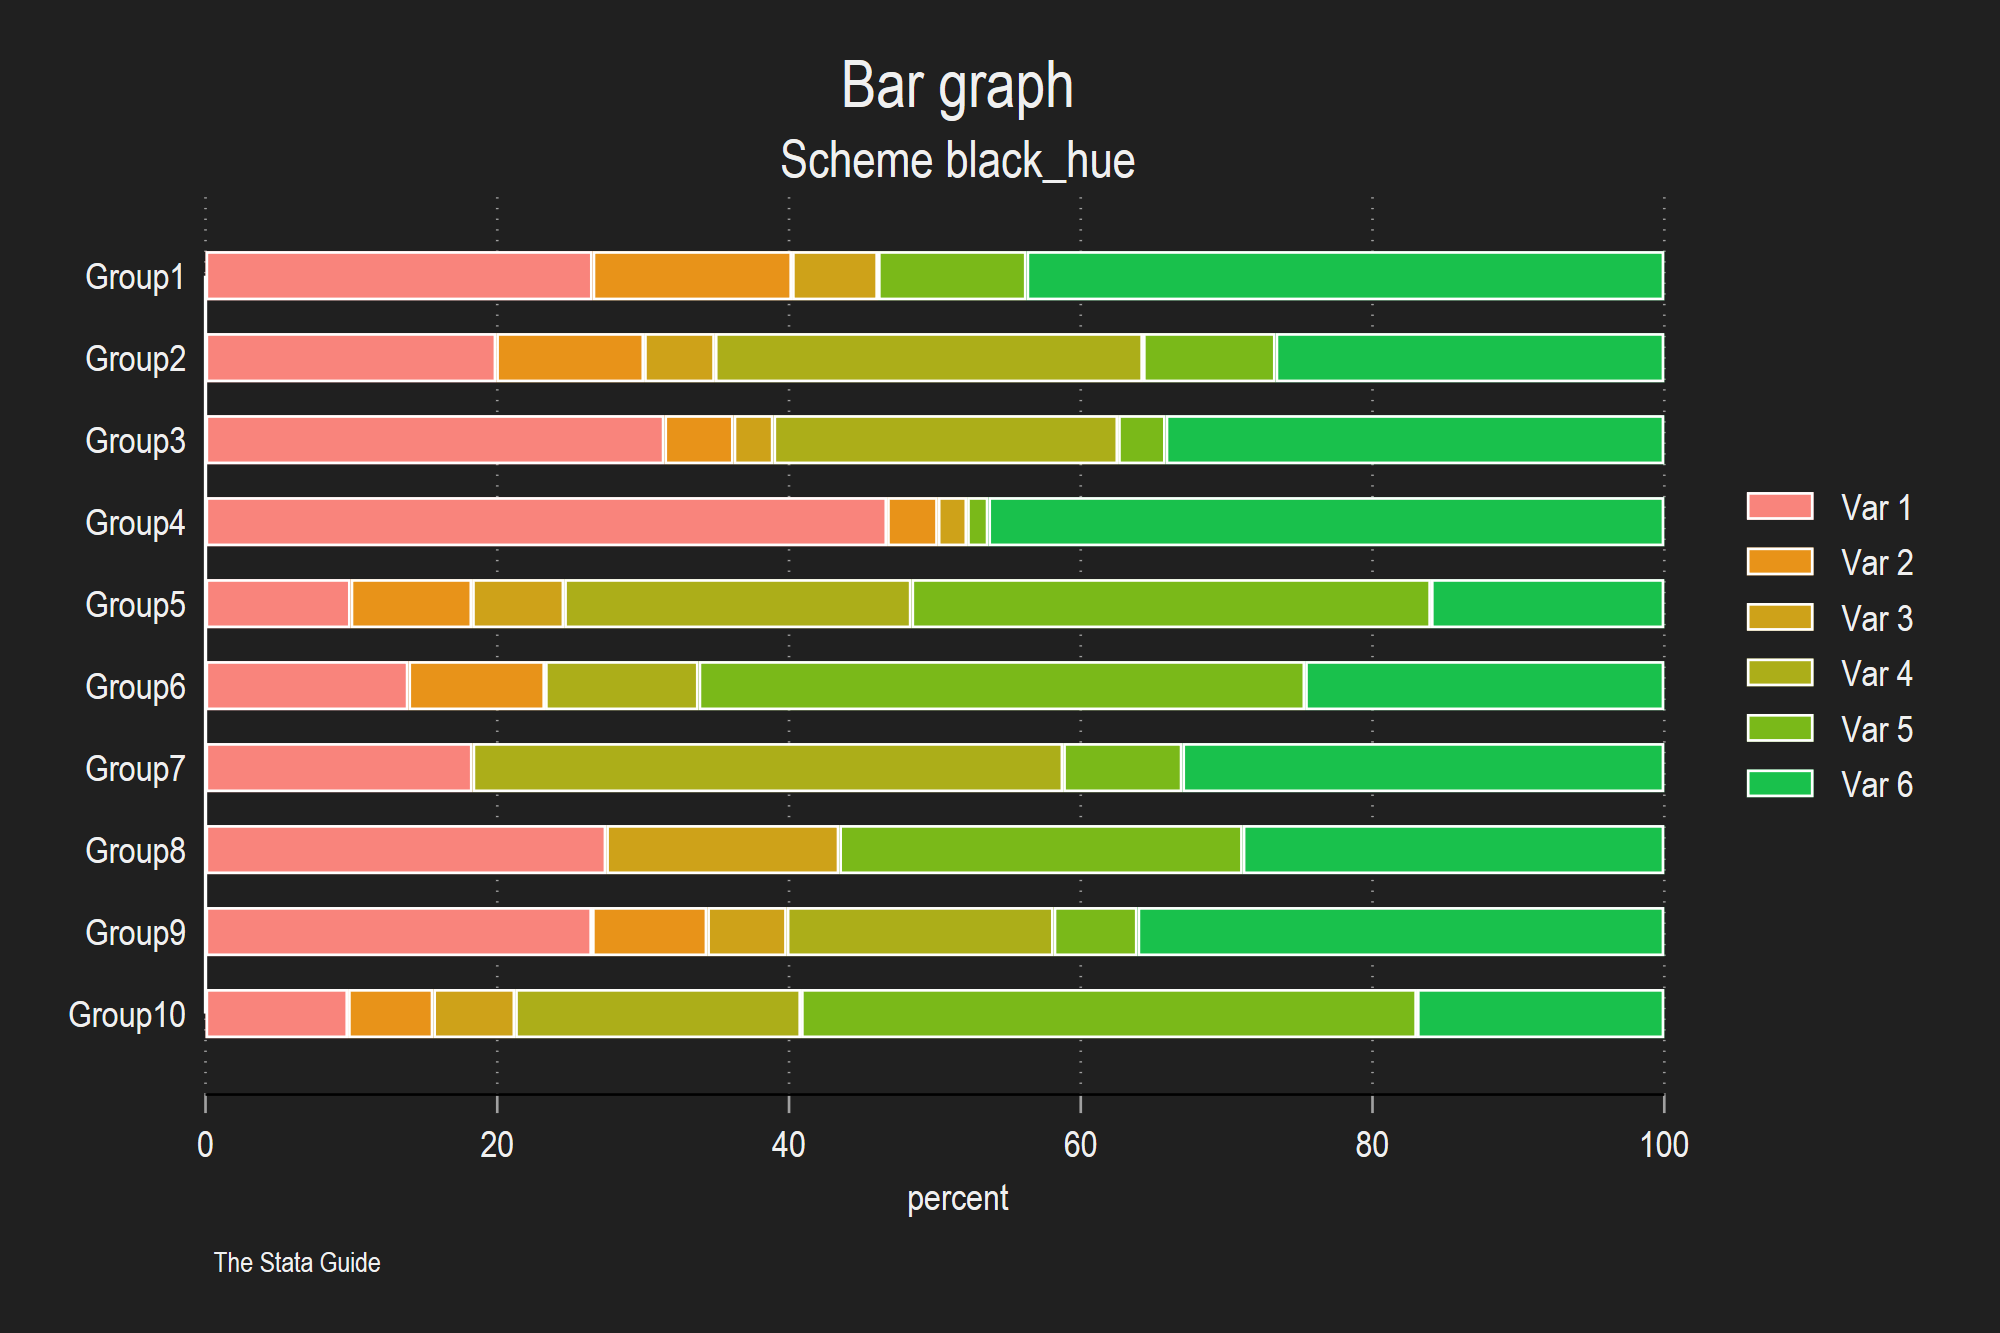 Bar graph
Scheme black_hue
Group1
Group2
Group3
Group4
Group5
Group6
Group7
Group8
Group9
Group10
Var 1
Var 2
Var 3
Var 4
Var 5
Var 6
0 20 40 60 80 100
percent
The Stata Guide